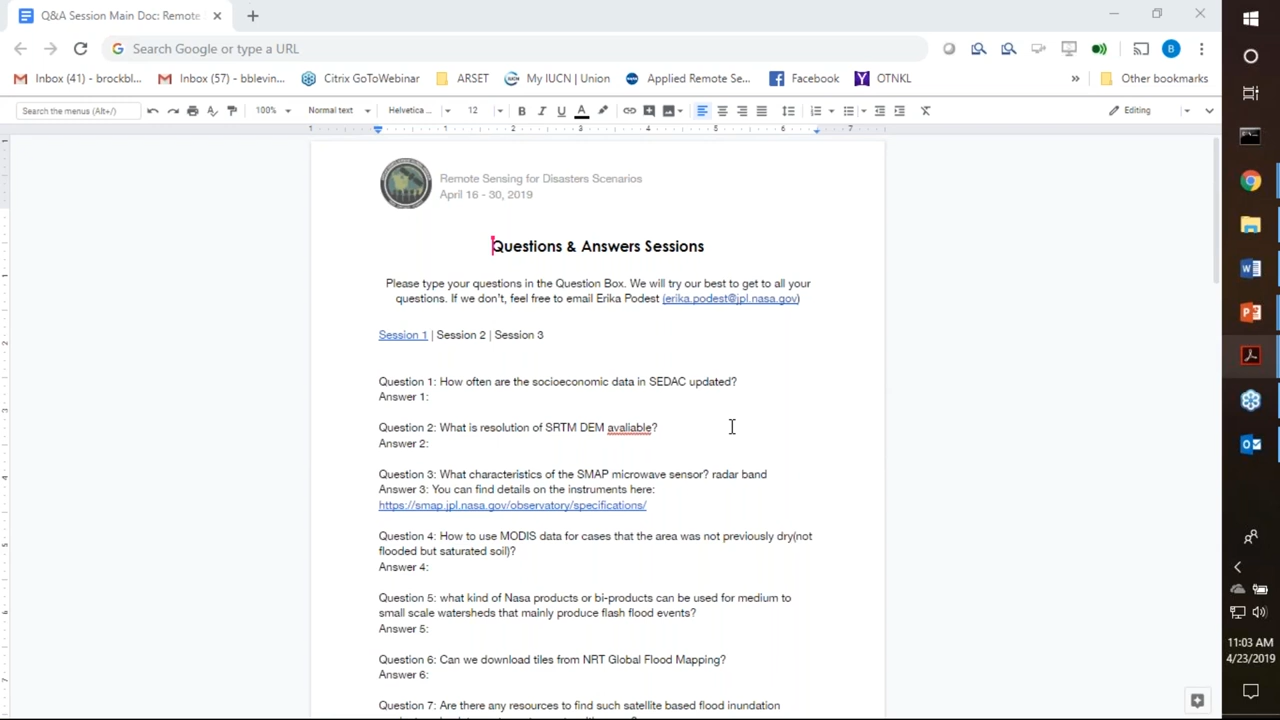 Q&A Session Main Doc: Remote
Search Google or type a URL
B
Inbox (41) - brockbl...
Inbox (57) - bblevin...
Citrix GoToWebinar
ARSET
My IUCN | Union
Applied Remote Se...
Facebook
OTNKL
Other bookmarks
Search the menus (Alt+/)
100%
Normal text
Helvetica ...
12
B I U A
Editing
1 1 2 3 4 5 6 7
Remote Sensing for Disasters Scenarios
April 16 - 30, 2019
Questions & Answers Sessions
Please type your questions in the Question Box. We will try our best to get to all your
questions. If we don't, feel free to email Erika Podest (erika.podest@jpl.nasa.gov)
Session 1 | Session 2 | Session 3
Question 1: How often are the socioeconomic data in SEDAC updated?
Answer 1:
Question 2: What is resolution of SRTM DEM avaliable?
Answer 2:
Question 3: What characteristics of the SMAP microwave sensor? radar band
Answer 3: You can find details on the instruments here:
https://smap.jpl.nasa.gov/observatory/specifications/
Question 4: How to use MODIS data for cases that the area was not previously dry(not
flooded but saturated soil)?
Answer 4:
Question 5: what kind of Nasa products or bi-products can be used for medium to
small scale watersheds that mainly produce flash flood events?
Answer 5:
Question 6: Can we download tiles from NRT Global Flood Mapping?
Answer 6:
Question 7: Are there any resources to find such satellite based flood inundation
11:03 AM
4/23/2019